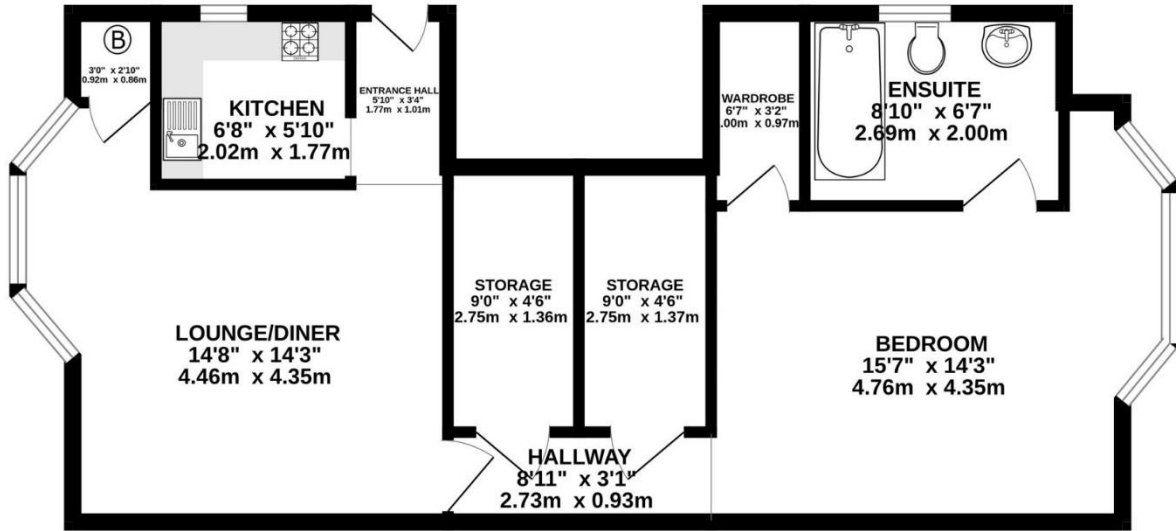 B
3'0" x 2'10"
0.92m x 0.86m
KITCHEN
6'8" x 5'10"
2.02m x 1.77m
ENTRANCE HALL
5'10" x 3'4"
1.77m x 1.01m
WARDROBE
6'7" x 3'2"
.00m x 0.97m
ENSUITE
8'10" x 6'7"
2.69m x 2.00m
LOUNGE/DINER
14'8" x 14'3"
4.46m x 4.35m
STORAGE
9'0" x 4'6"
2.75m x 1.36m
STORAGE
9'0" x 4'6"
2.75m x 1.37m
BEDROOM
15'7" x 14'3"
4.76m x 4.35m
HALLWAY
8'11" x 3'1"
2.73m x 0.93m